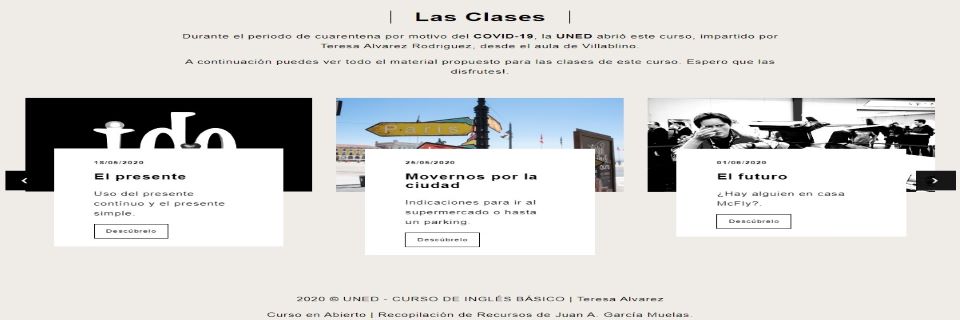 | Las Clases |
Durante el periodo de cuarentena por motivo del COVID-19, la UNED abrió este curso, impartido por
Teresa Alvarez Rodriguez, desde el aula de Villablino.
A continuación puedes ver todo el material propuesto para las clases de este curso. Espero que las
disfrutes!.
ido
18/05/2020
El presente
Uso del presente
contínuo y el presente
simple.
Descúbrelo
Paris
25/05/2020
Movernos por la
ciudad
Indicaciones para ir al
supermercado o hasta
un parking.
Descúbrelo
01/06/2020
El futuro
¿Hay alguien en casa
McFly?.
Descúbrelo
2020 © UNED - CURSO DE INGLÉS BÁSICO | Teresa Alvarez
Curso en Abierto | Recopilación de Recursos de Juan A. García Muelas.